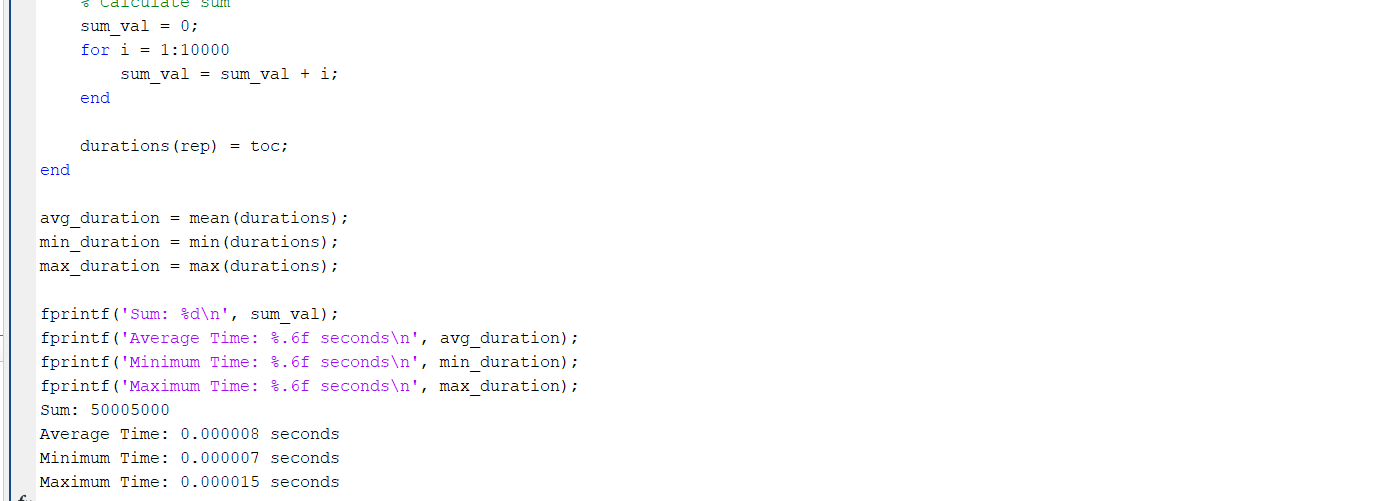 % Calculate sum
sum_val = 0;
for i = 1:10000
sum_val = sum_val + i;
end
durations(rep) = toc;
end
avg_duration = mean(durations);
min_duration = min(durations);
max_duration = max(durations);
fprintf('Sum: %d\n', sum_val);
fprintf('Average Time: %.6f seconds\n', avg_duration);
fprintf('Minimum Time: %.6f seconds\n', min_duration);
fprintf('Maximum Time: %.6f seconds\n', max_duration);
Sum: 50005000
Average Time: 0.000008 seconds
Minimum Time: 0.000007 seconds
Maximum Time: 0.000015 seconds